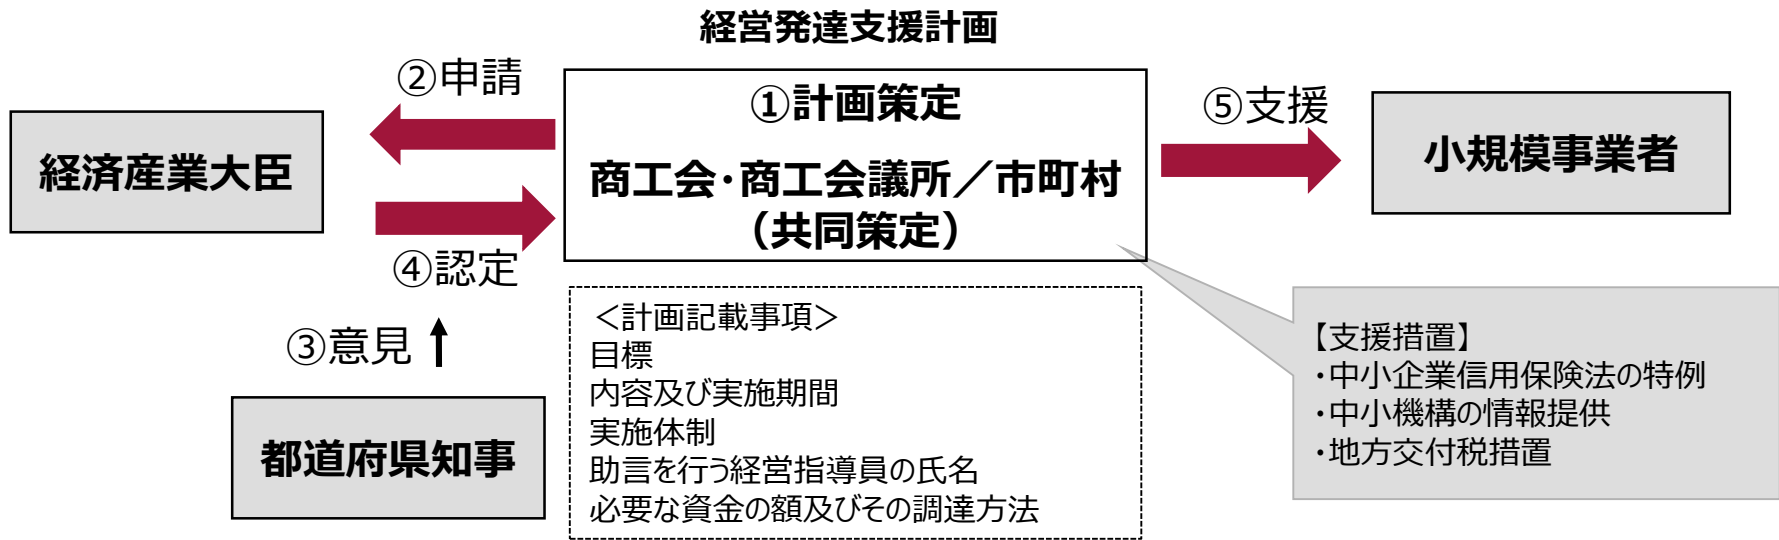 経営発達支援計画
②申請
①計画策定
商工会・商工会議所／市町村
（共同策定）
⑤支援
小規模事業者
経済産業大臣
④認定
③意見
都道府県知事
＜計画記載事項＞
目標
内容及び実施期間
実施体制
助言を行う経営指導員の氏名
必要な資金の額及びその調達方法
【支援措置】
・中小企業信用保険法の特例
・中小機構の情報提供
・地方交付税措置